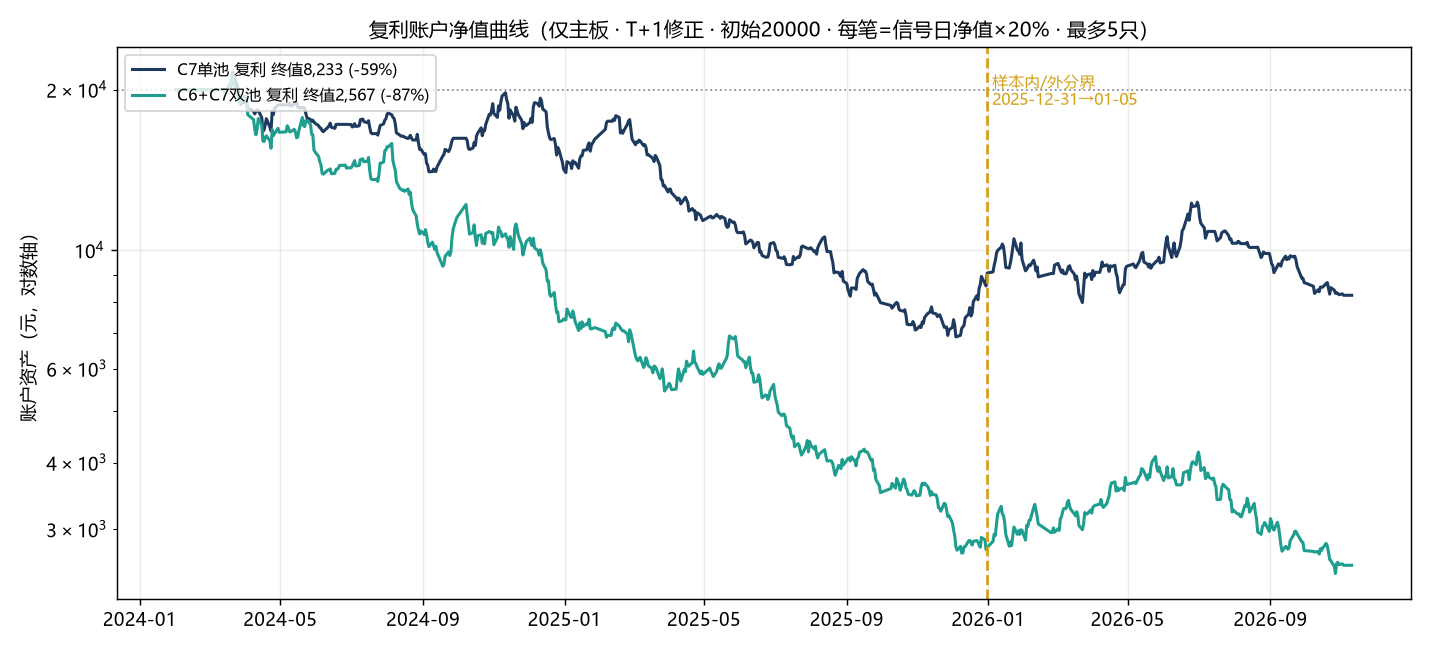 复利账户净值曲线（仅主板 · T+1修正 · 初始20000 · 每笔=信号日净值×20% · 最多5只）
C7单池 复利 终值8,233 (-59%)
C6+C7双池 复利 终值2,567 (-87%)
样本内/外分界
2025-12-31→01-05
账户资产（元，对数轴）
2 × 10⁴
10⁴
6 × 10³
4 × 10³
3 × 10³
2024-01 2024-05 2024-09 2025-01 2025-05 2025-09 2026-01 2026-05 2026-09